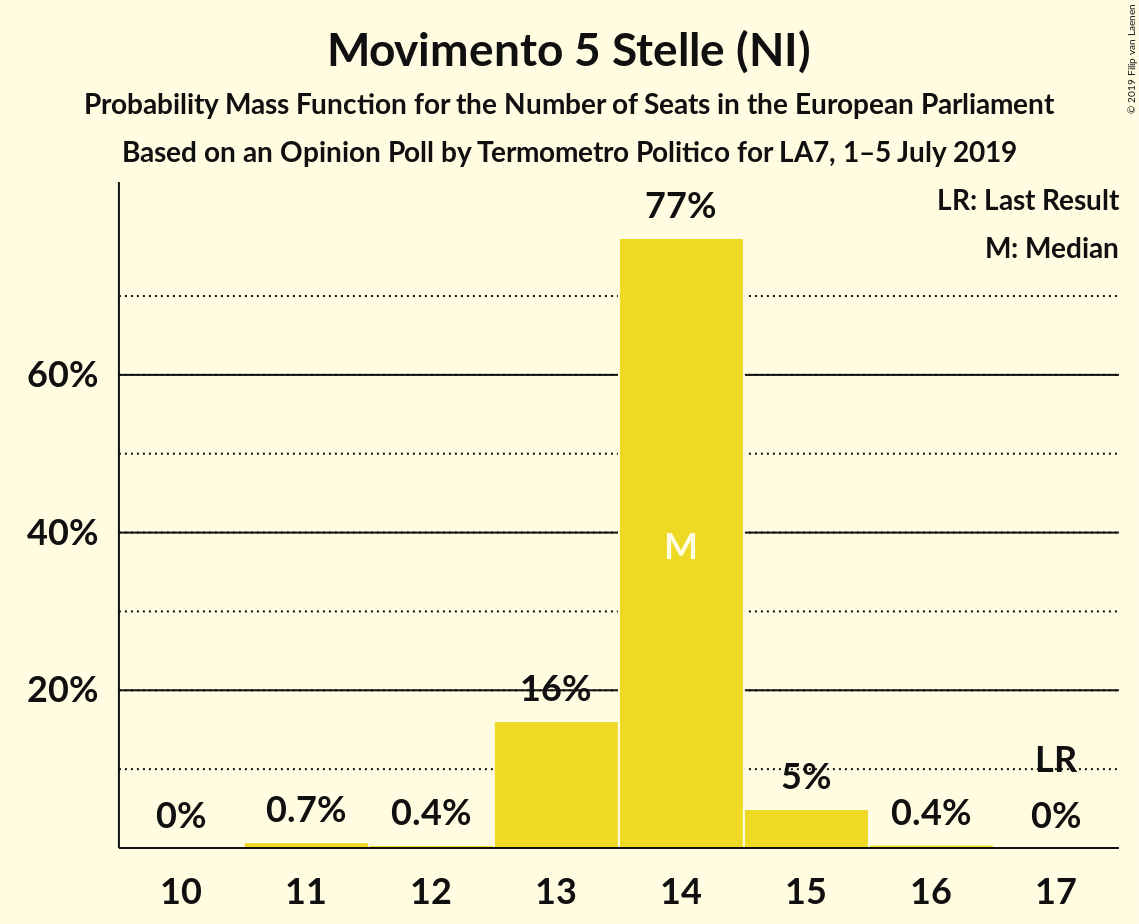 Movimento 5 Stelle (NI)
Probability Mass Function for the Number of Seats in the European Parliament
Based on an Opinion Poll by Termometro Politico for LA7, 1–5 July 2019
© 2019 Filip van Laenen
LR: Last Result
M: Median
77%
60%
40%
M
20%
16%
LR
5%
0%
0.7%
0.4%
0.4%
0%
10 11 12 13 14 15 16 17